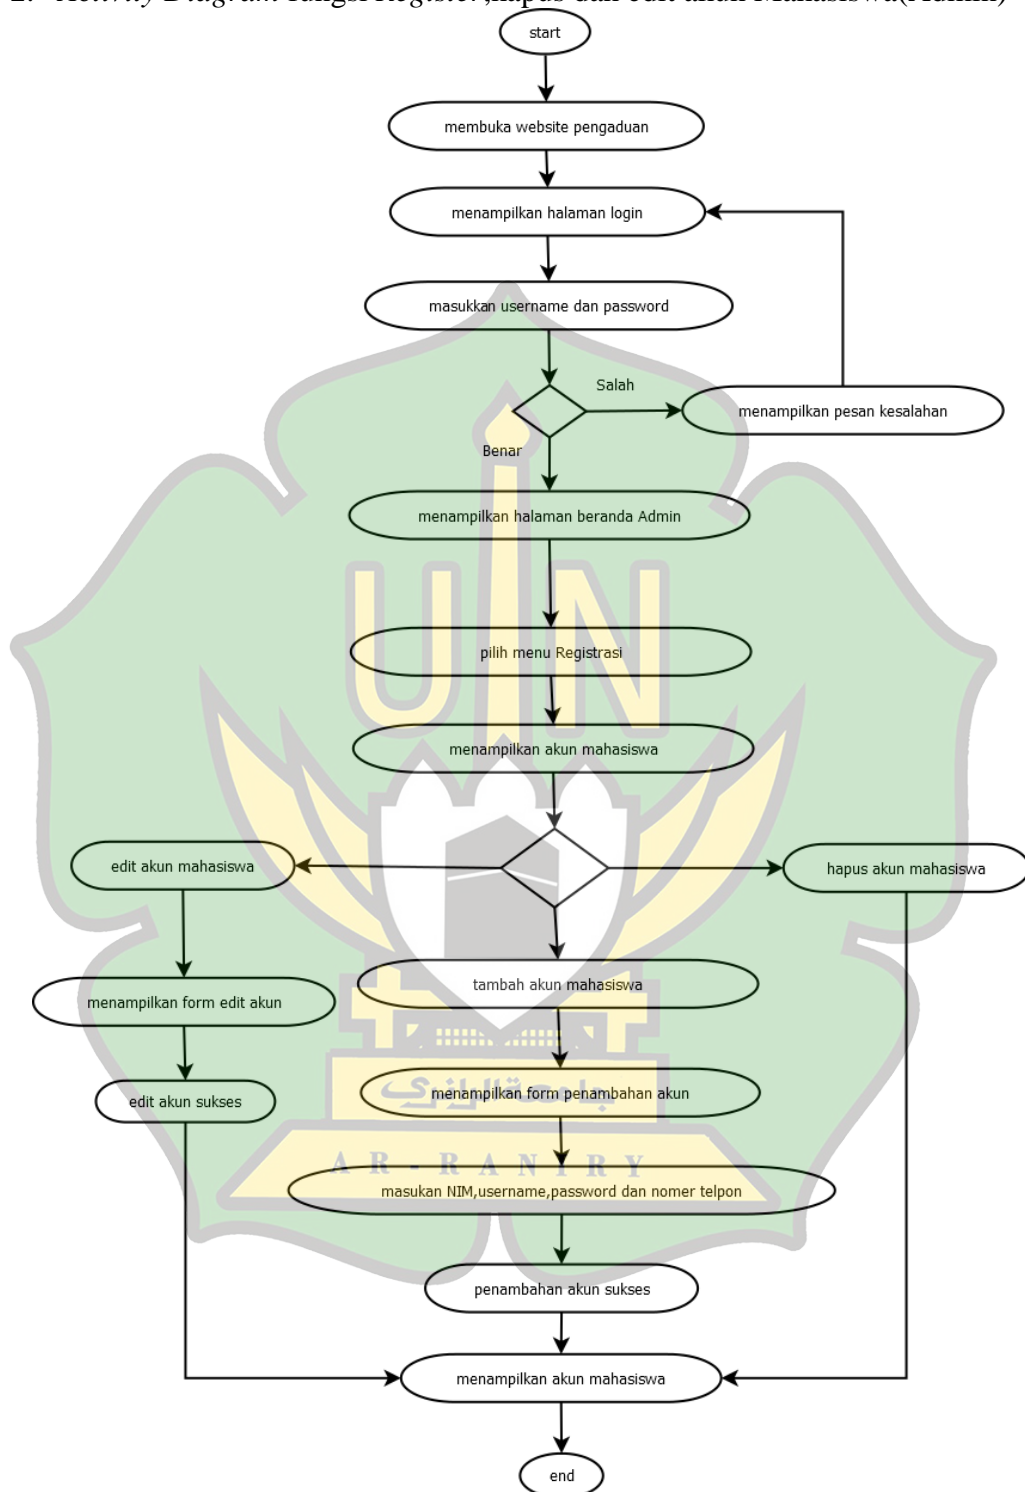 Activity Diagram fungsi Register,hapus dan edit akun Mahasiswa(Admin)
start
membuka website pengaduan
menampilkan halaman login
masukkan username dan password
Salah
menampilkan pesan kesalahan
Benar
menampilkan halaman beranda Admin
UIN
pilih menu Registrasi
menampilkan akun mahasiswa
edit akun mahasiswa
hapus akun mahasiswa
tambah akun mahasiswa
menampilkan form edit akun
menampilkan form penambahan akun
جامعة الرانري
edit akun sukses
AR-RANIRY
masukan NIM,username,password dan nomer telpon
penambahan akun sukses
menampilkan akun mahasiswa
end